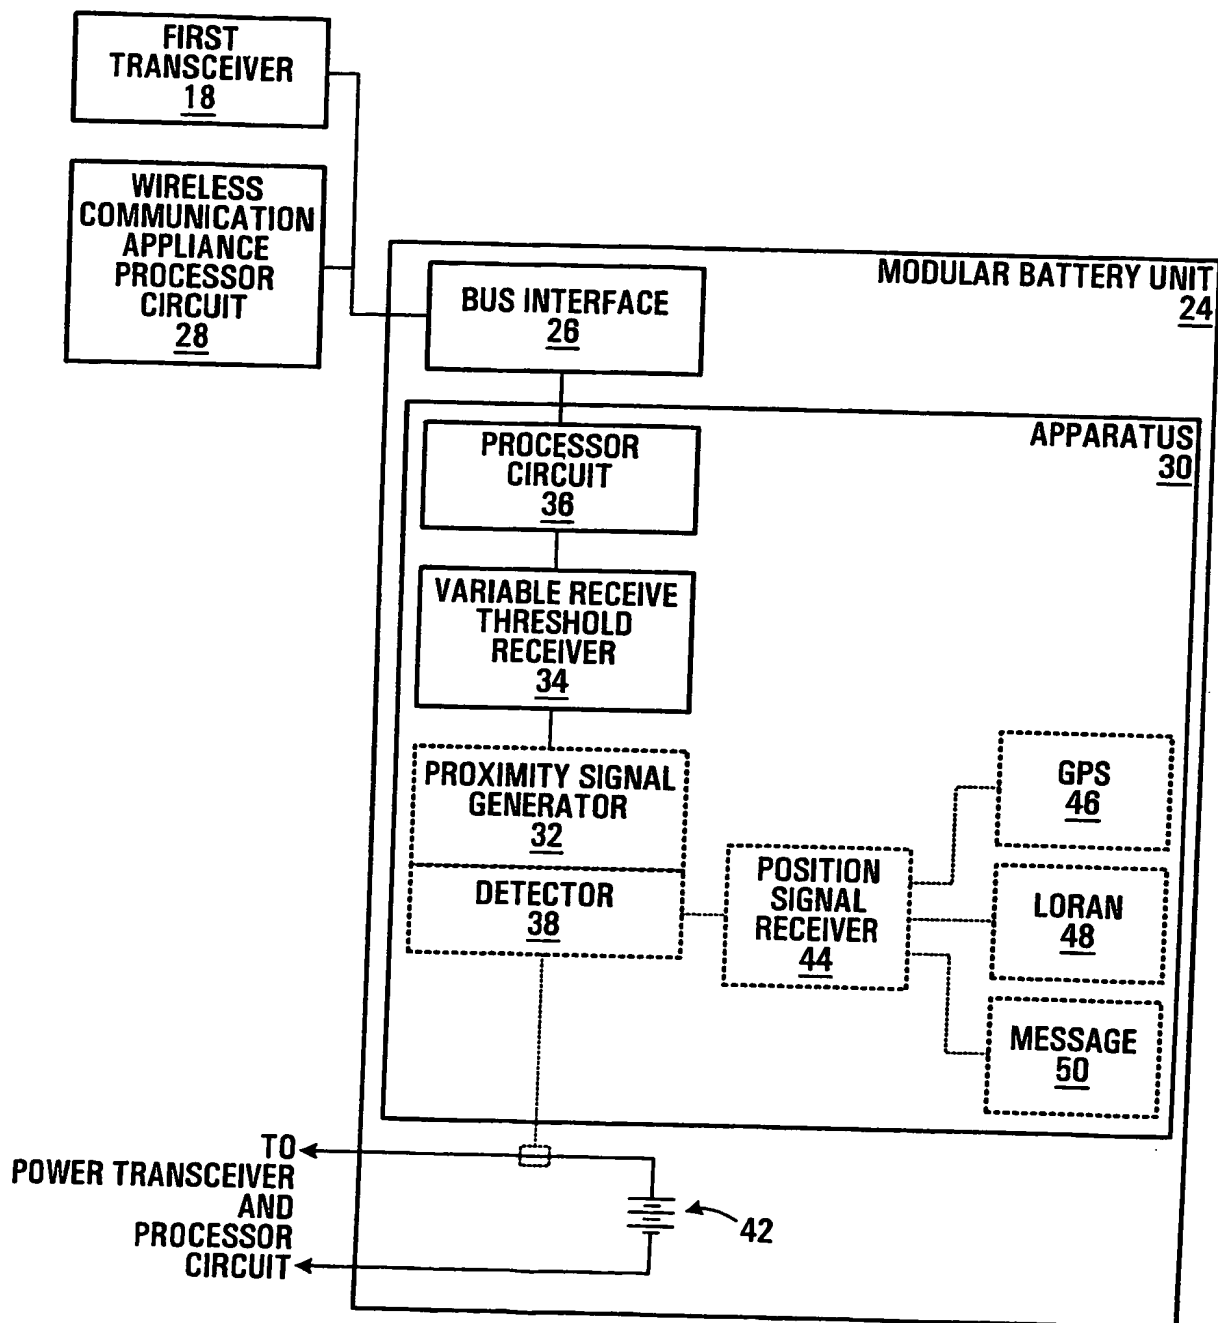 FIRST
TRANSCEIVER
18
WIRELESS
COMMUNICATION
APPLIANCE
PROCESSOR
CIRCUIT
28
MODULAR BATTERY UNIT
24
BUS INTERFACE
26
APPARATUS
30
PROCESSOR
CIRCUIT
36
VARIABLE RECEIVE
THRESHOLD
RECEIVER
34
PROXIMITY SIGNAL
GENERATOR
32
DETECTOR
38
POSITION
SIGNAL
RECEIVER
44
GPS
46
LORAN
48
MESSAGE
50
TO
POWER TRANSCEIVER
AND
PROCESSOR
CIRCUIT
42